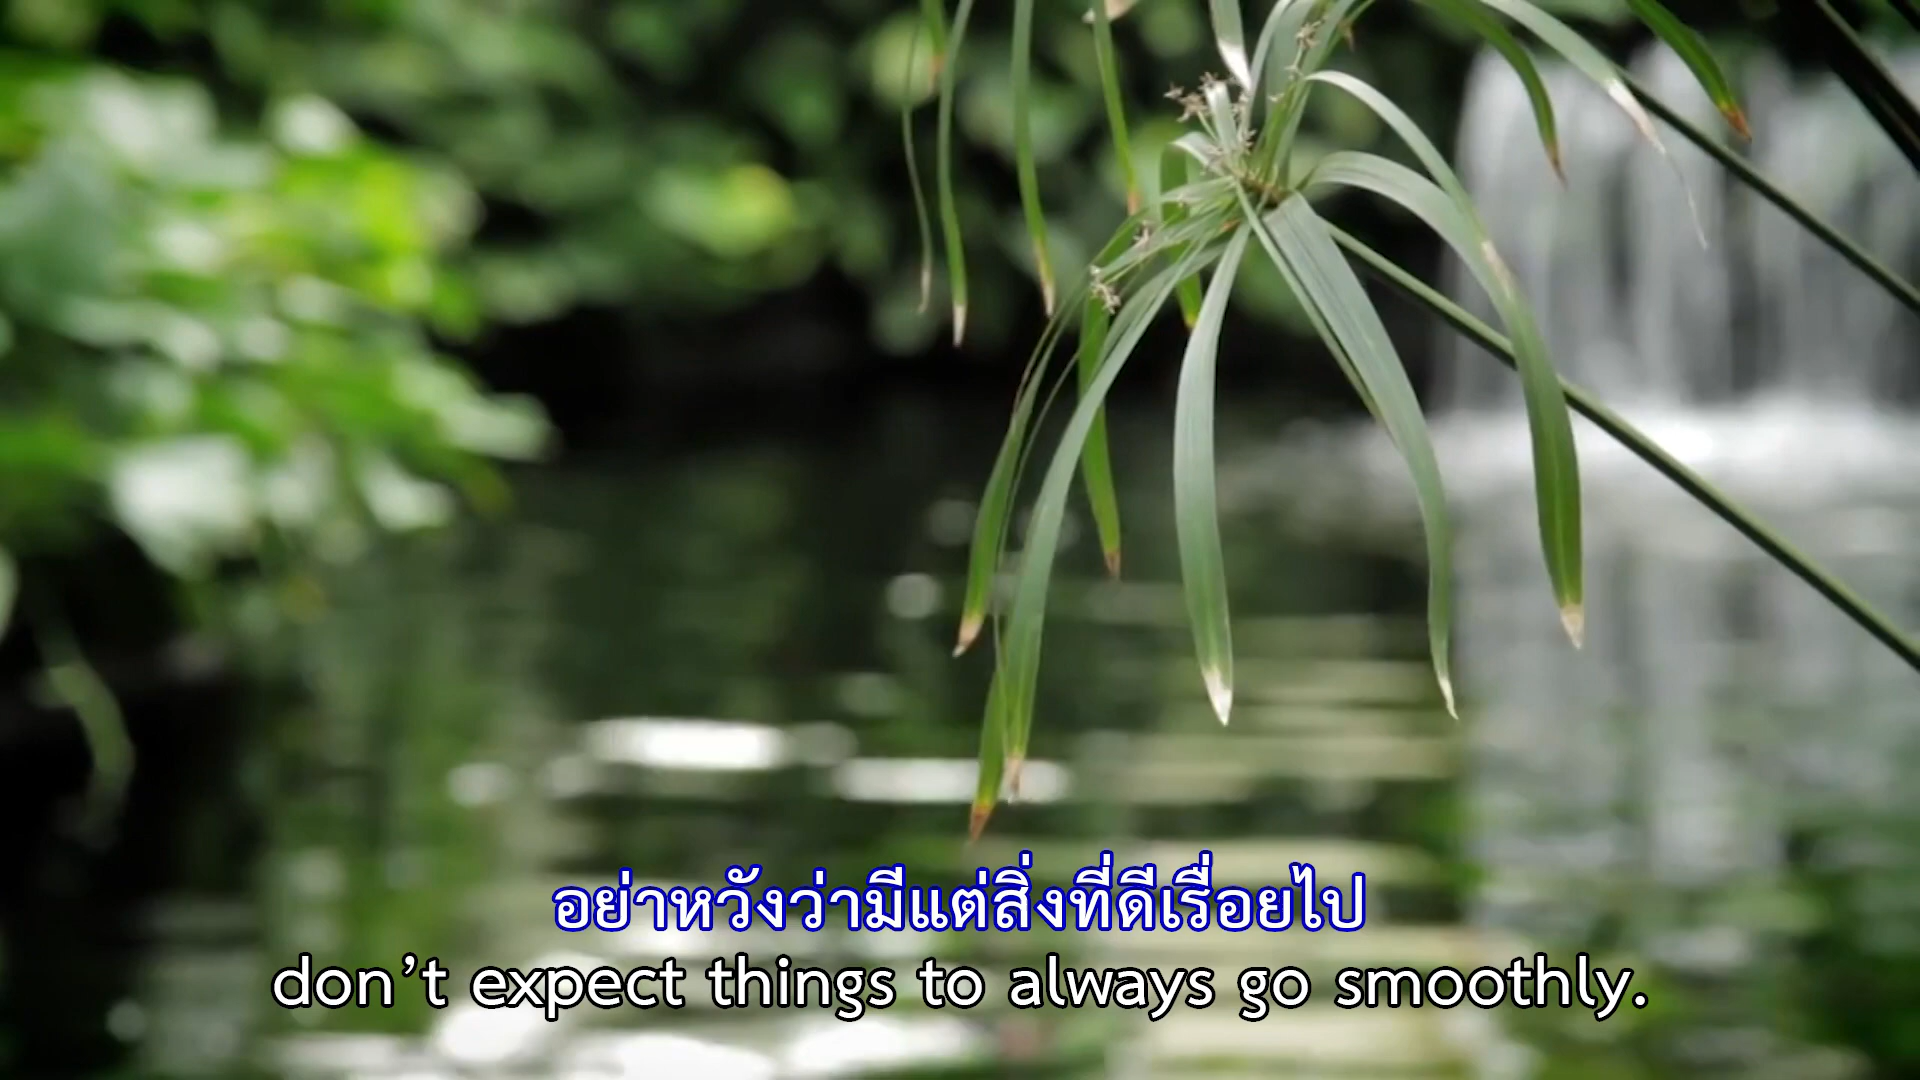 อย่าหวังว่ามีแต่สิ่งที่ดีเรื่อยไป
don’t expect things to always go smoothly.